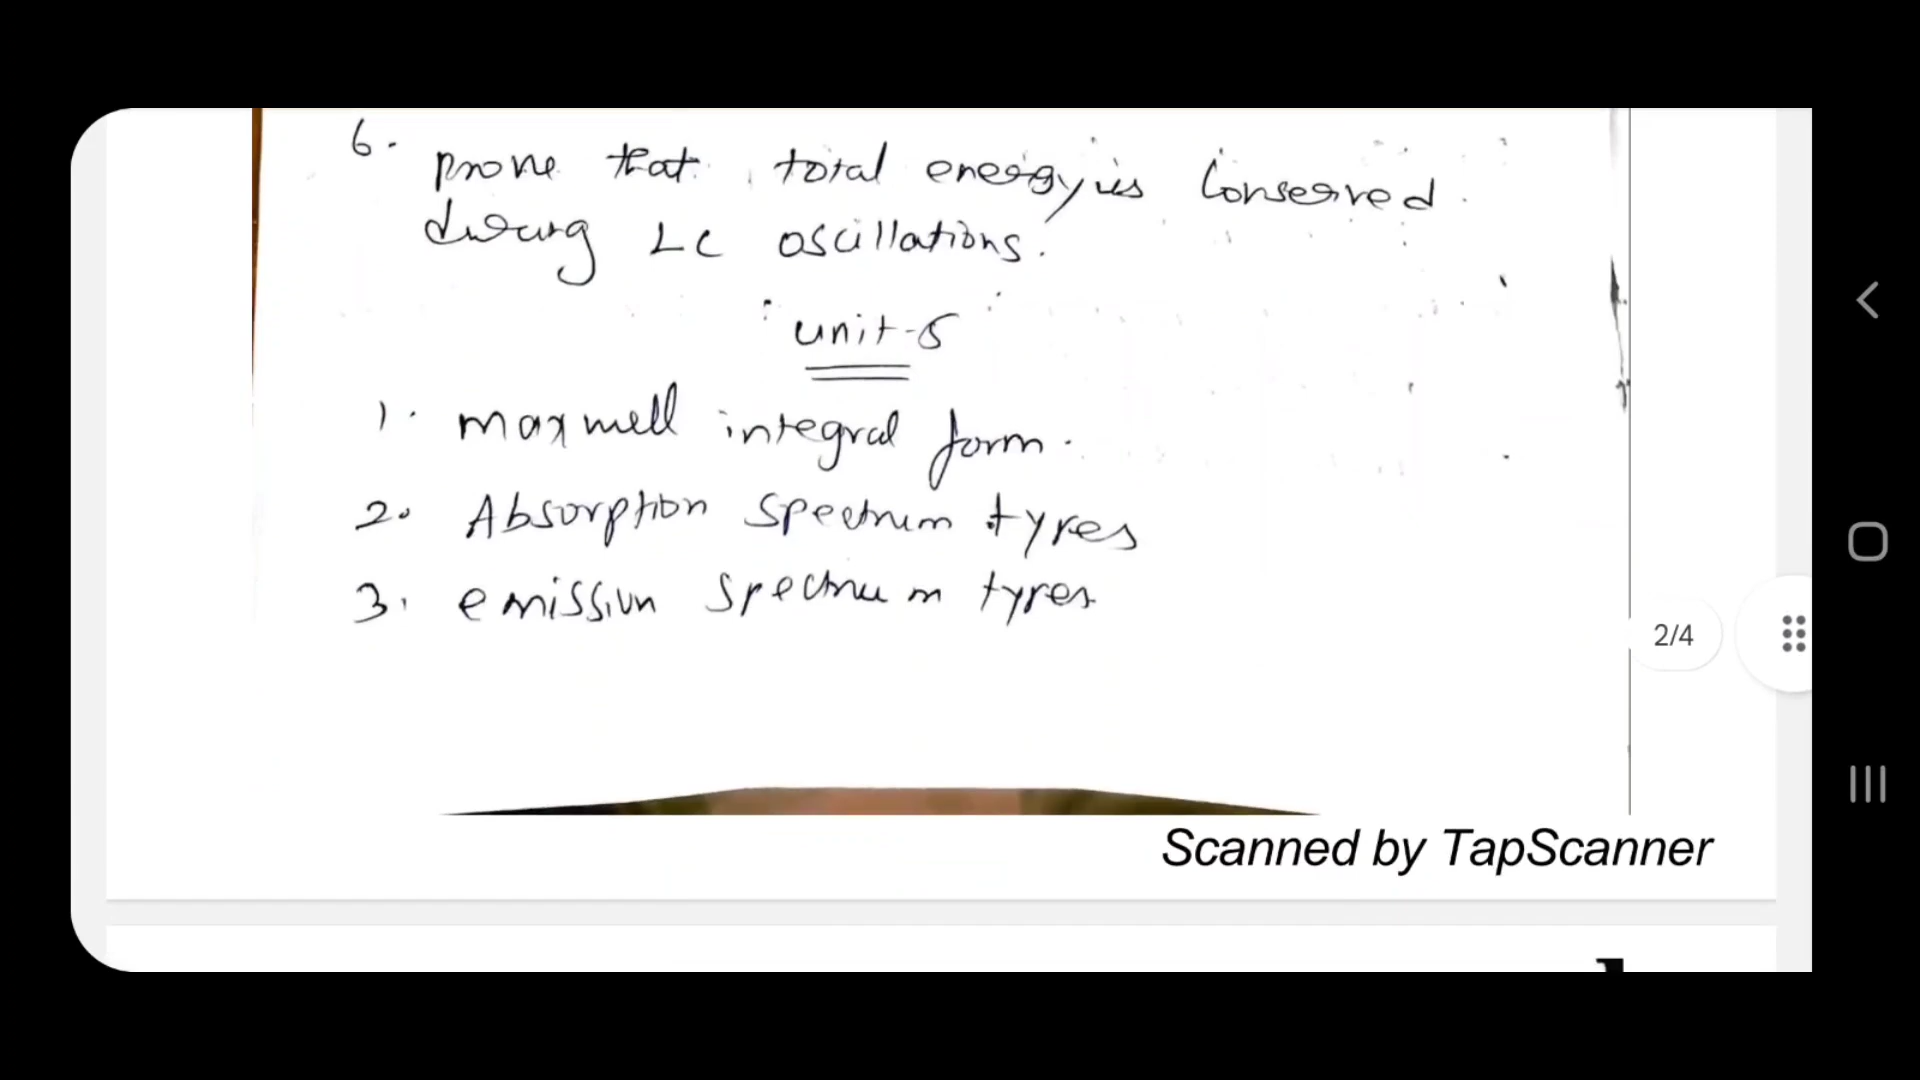 6. prove that total energy is Conserved.
during LC oscillations.
unit-5
1. maxwell integral form.
2. Absorption spectrum types
3. emission spectrum types
2/4
Scanned by TapScanner